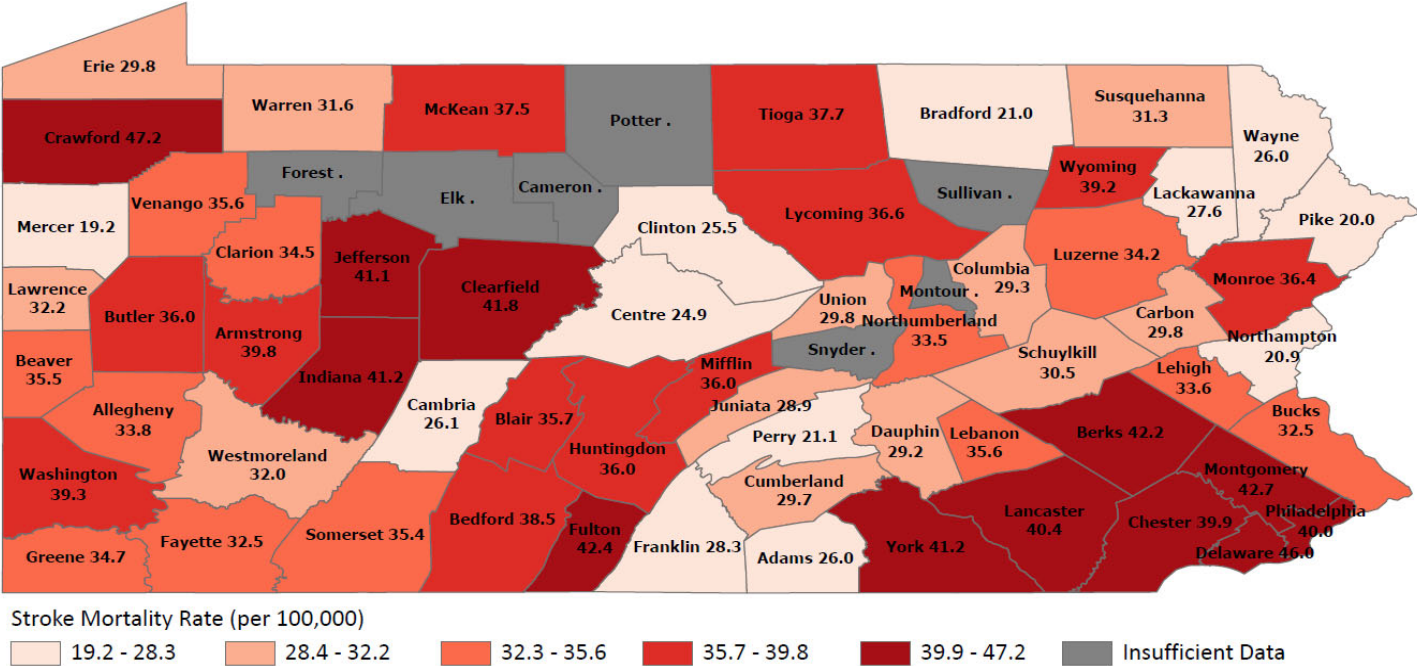 Erie 29.8
Warren 31.6
McKean 37.5
Potter .
Tioga 37.7
Bradford 21.0
Susquehanna
31.3
Wayne
26.0
Crawford 47.2
Forest .
Elk .
Cameron .
Sullivan .
Wyoming
39.2
Lackawanna
27.6
Pike 20.0
Mercer 19.2
Venango 35.6
Clarion 34.5
Jefferson
41.1
Clearfield
41.8
Clinton 25.5
Lycoming 36.6
Columbia
29.3
Luzerne 34.2
Monroe 36.4
Lawrence
32.2
Butler 36.0
Armstrong
39.8
Centre 24.9
Union
29.8
Montour .
Northumberland
33.5
Carbon
29.8
Northampton
20.9
Beaver
35.5
Indiana 41.2
Mifflin
36.0
Snyder .
Schuylkill
30.5
Lehigh
33.6
Allegheny
33.8
Cambria
26.1
Blair 35.7
Huntingdon
36.0
Juniata 28.9
Perry 21.1
Dauphin
29.2
Lebanon
35.6
Berks 42.2
Bucks
32.5
Washington
39.3
Westmoreland
32.0
Cumberland
29.7
Montgomery
42.7
Greene 34.7
Fayette 32.5
Somerset 35.4
Bedford 38.5
Fulton
42.4
Franklin 28.3
Adams 26.0
York 41.2
Lancaster
40.4
Chester 39.9
Philadelphia
40.0
Delaware 46.0
Stroke Mortality Rate (per 100,000)
19.2 - 28.3
28.4 - 32.2
32.3 - 35.6
35.7 - 39.8
39.9 - 47.2
Insufficient Data